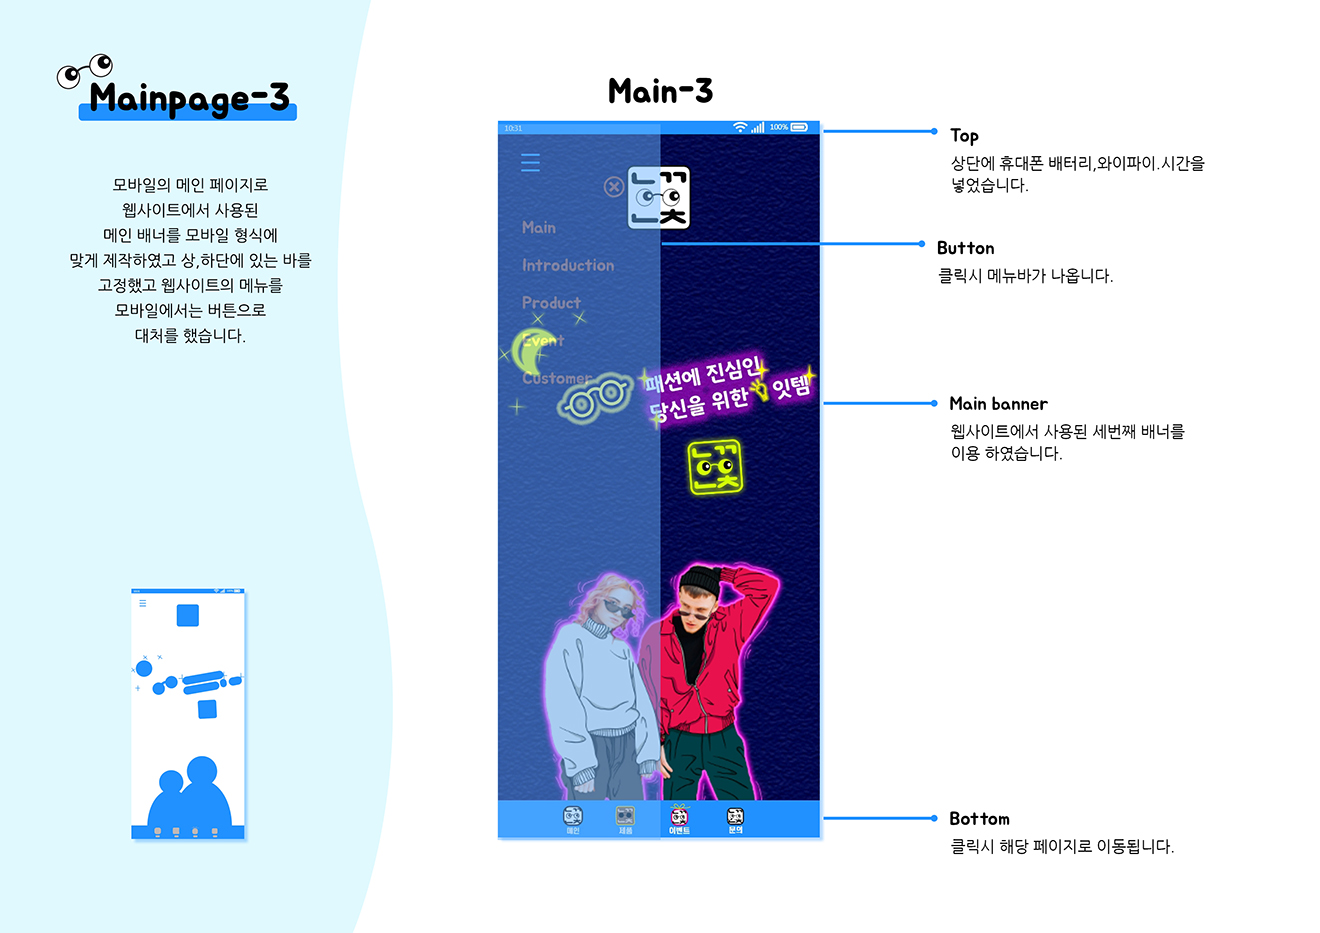 Mainpage-3
모바일의 메인 페이지로
웹사이트에서 사용된
메인 배너를 모바일 형식에
맞게 제작하였고 상,하단에 있는 바를
고정했고 웹사이트의 메뉴를
모바일에서는 버튼으로
대처를 했습니다.
Main-3
10:31
100%
Main
Introduction
Product
Event
Customer
패션에 진심인
당신을 위한 잇템
메인
제품
이벤트
문의
Top
상단에 휴대폰 배터리,와이파이.시간을
넣었습니다.
Button
클릭시 메뉴바가 나옵니다.
Main banner
웹사이트에서 사용된 세번째 배너를
이용 하였습니다.
Bottom
클릭시 해당 페이지로 이동됩니다.